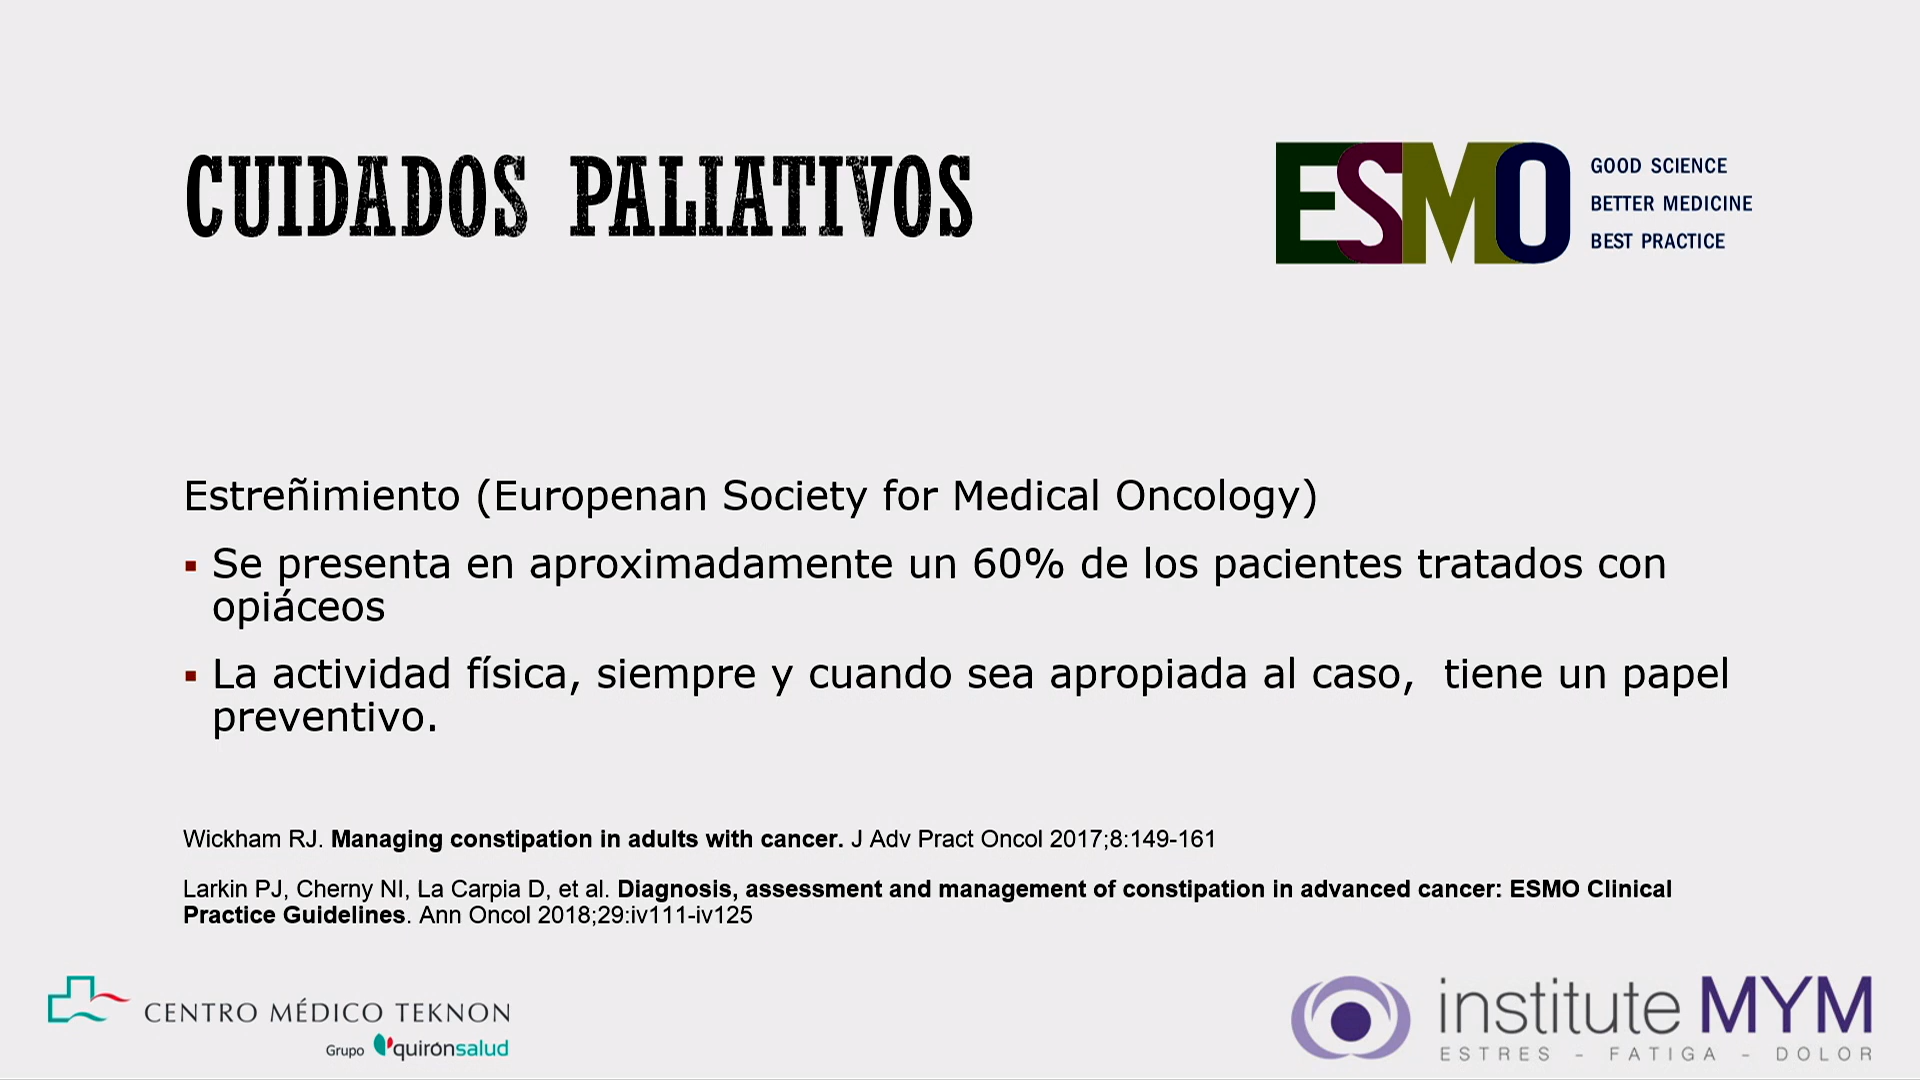 CUIDADOS PALIATIVOS
ESMO
GOOD SCIENCE
BETTER MEDICINE
BEST PRACTICE
Estreñimiento (Europenan Society for Medical Oncology)
▪ Se presenta en aproximadamente un 60% de los pacientes tratados con
opiáceos
▪ La actividad física, siempre y cuando sea apropiada al caso,  tiene un papel
preventivo.
Wickham RJ. Managing constipation in adults with cancer. J Adv Pract Oncol 2017;8:149-161
Larkin PJ, Cherny NI, La Carpia D, et al. Diagnosis, assessment and management of constipation in advanced cancer: ESMO Clinical
Practice Guidelines. Ann Oncol 2018;29:iv111-iv125
CENTRO MÉDICO TEKNON
Grupo quirónsalud
institute MYM
ESTRES - FATIGA - DOLOR